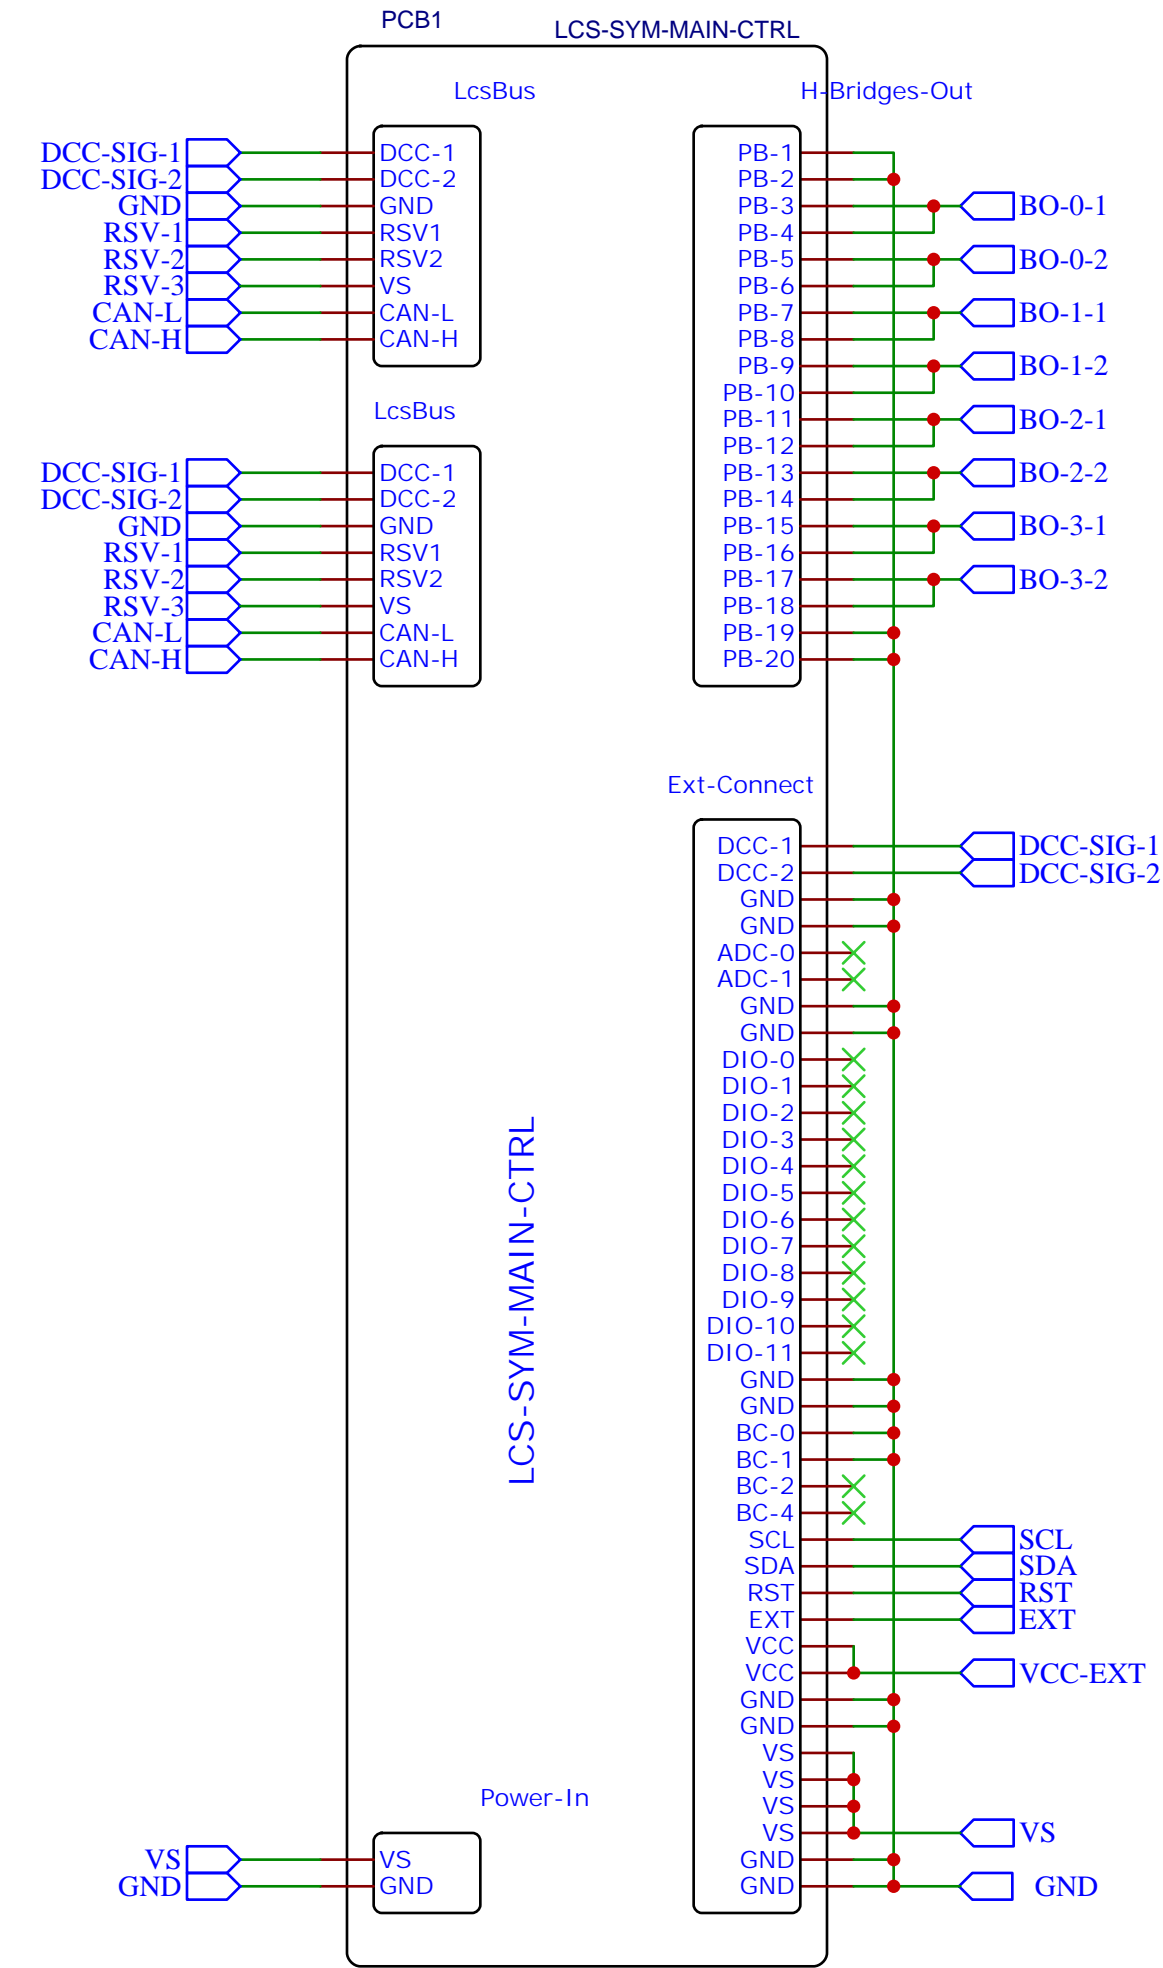 PCB1
LCS-SYM-MAIN-CTRL
LcsBus
DCC-SIG-1 DCC-1
DCC-SIG-2 DCC-2
GND GND
RSV-1 RSV1
RSV-2 RSV2
RSV-3 VS
CAN-L CAN-L
CAN-H CAN-H
LcsBus
DCC-SIG-1 DCC-1
DCC-SIG-2 DCC-2
GND GND
RSV-1 RSV1
RSV-2 RSV2
RSV-3 VS
CAN-L CAN-L
CAN-H CAN-H
H-Bridges-Out
PB-1
PB-2
PB-3 BO-0-1
PB-4
PB-5 BO-0-2
PB-6
PB-7 BO-1-1
PB-8
PB-9 BO-1-2
PB-10
PB-11 BO-2-1
PB-12
PB-13 BO-2-2
PB-14
PB-15 BO-3-1
PB-16
PB-17 BO-3-2
PB-18
PB-19
PB-20
Ext-Connect
DCC-1 DCC-SIG-1
DCC-2 DCC-SIG-2
GND
GND
ADC-0
ADC-1
GND
GND
DIO-0
DIO-1
DIO-2
DIO-3
DIO-4
DIO-5
DIO-6
DIO-7
DIO-8
DIO-9
DIO-10
DIO-11
GND
GND
BC-0
BC-1
BC-2
BC-4
SCL SCL
SDA SDA
RST RST
EXT EXT
VCC
VCC VCC-EXT
GND
GND
VS
VS
VS
VS VS
GND
GND GND
LCS-SYM-MAIN-CTRL
Power-In
VS VS
GND GND